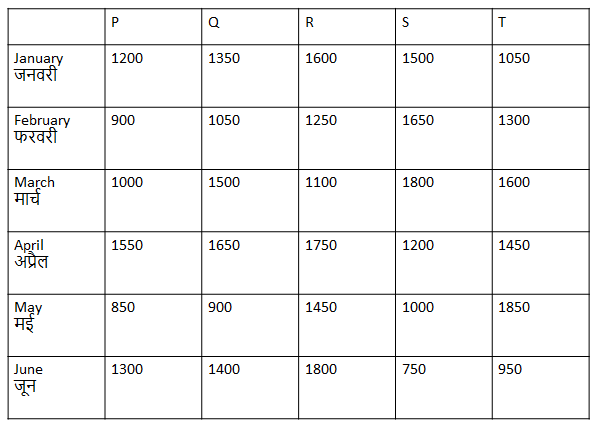 P Q R S T
January 1200 1350 1600 1500 1050
जनवरी
February 900 1050 1250 1650 1300
फरवरी
March 1000 1500 1100 1800 1600
मार्च
April 1550 1650 1750 1200 1450
अप्रैल
May 850 900 1450 1000 1850
मई
June 1300 1400 1800 750 950
जून